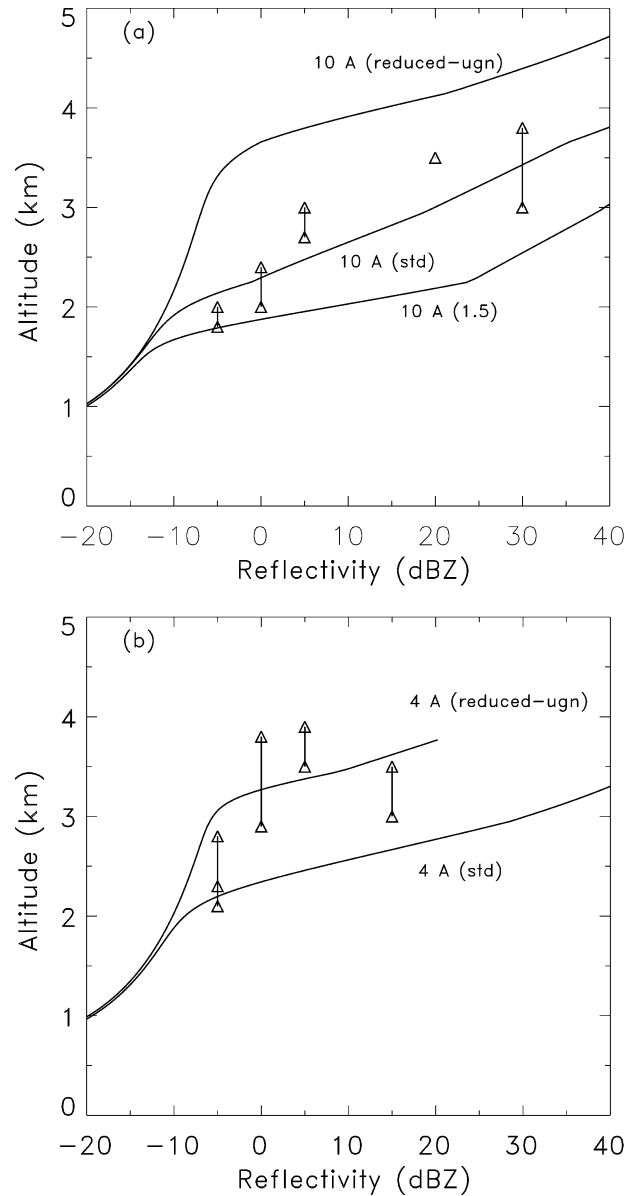 (a)
5
10 A (reduced-ugn)
4
3
10 A (std)
2
10 A (1.5)
1
0
Altitude (km)
-20 -10 0 10 20 30 40
Reflectivity (dBZ)
(b)
5
4 A (reduced-ugn)
4
3
4 A (std)
2
1
0
Altitude (km)
-20 -10 0 10 20 30 40
Reflectivity (dBZ)